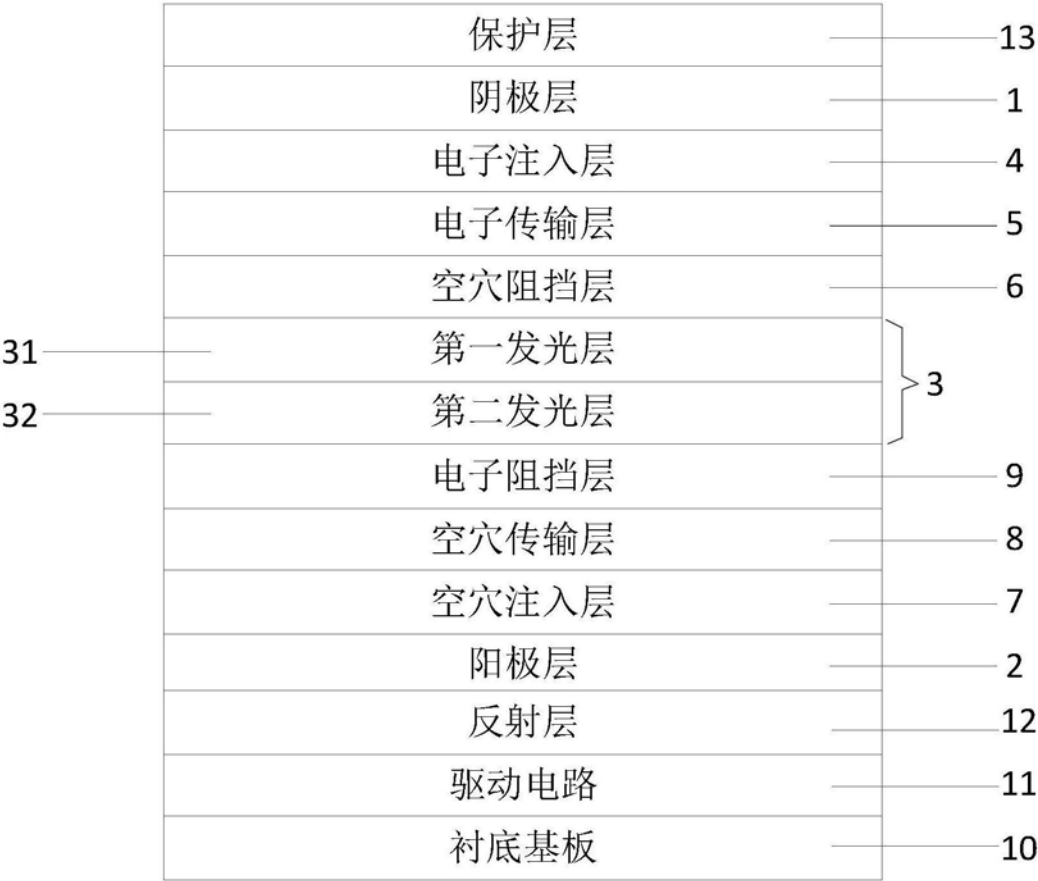 保护层 13
阴极层 1
电子注入层 4
电子传输层 5
空穴阻挡层 6
31 第一发光层
3
32 第二发光层
电子阻挡层 9
空穴传输层 8
空穴注入层 7
阳极层 2
反射层 12
驱动电路 11
衬底基板 10